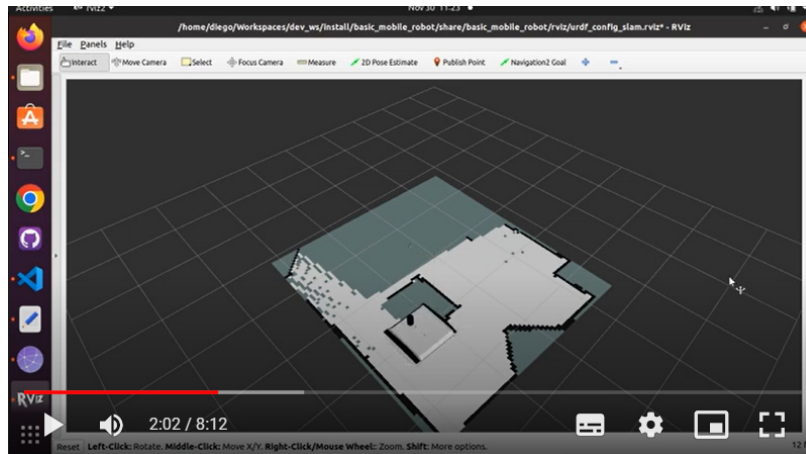 Activities
Nov 30 11:23
/home/diego/Workspaces/dev_ws/install/basic_mobile_robot/share/basic_mobile_robot/rviz/urdf_config_slam.rviz* - RViz
File Panels Help
Interact Move Camera Select Focus Camera Measure 2D Pose Estimate Publish Point Navigation2 Goal
RViz
2:02 / 8:12
Reset Left-Click: Rotate. Middle-Click: Move X/Y. Right-Click/Mouse Wheel: Zoom. Shift: More options.